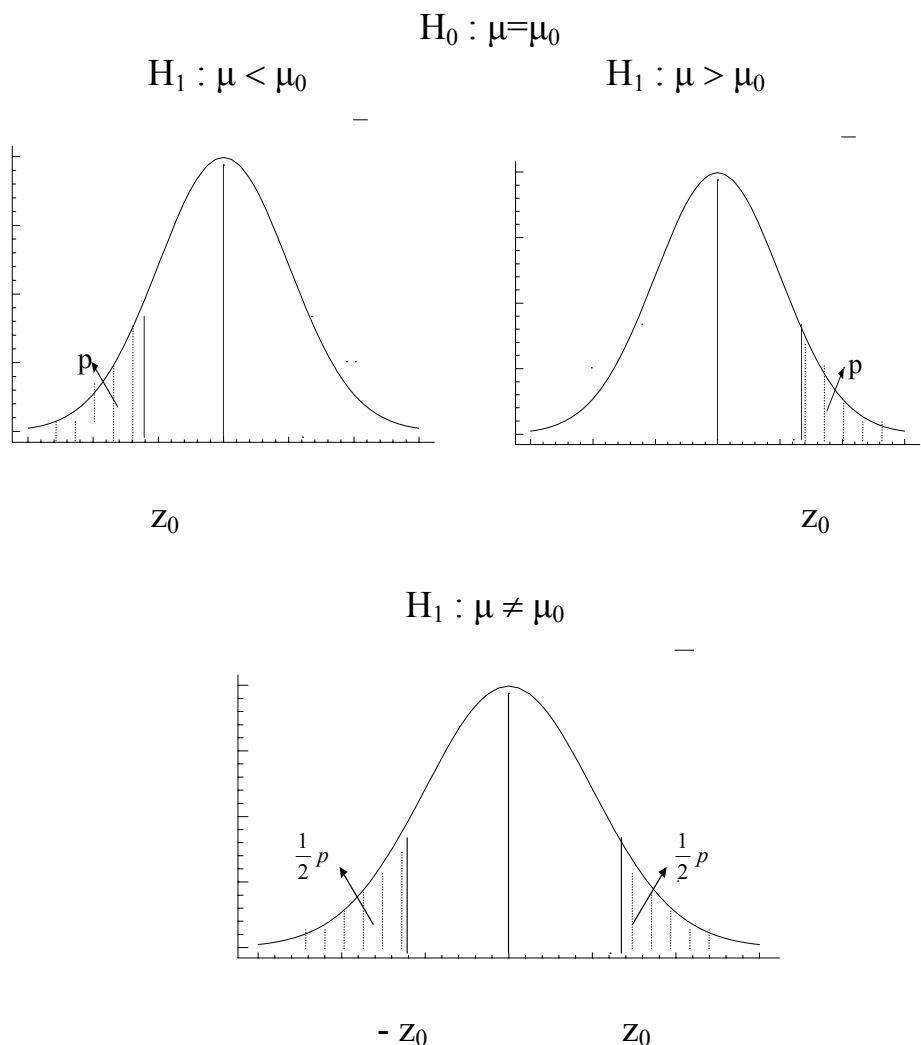 H₀ : μ=μ₀
H₁ : μ < μ₀
H₁ : μ > μ₀
p
p
z₀
z₀
H₁ : μ ≠ μ₀
1/2 p
1/2 p
- z₀
z₀